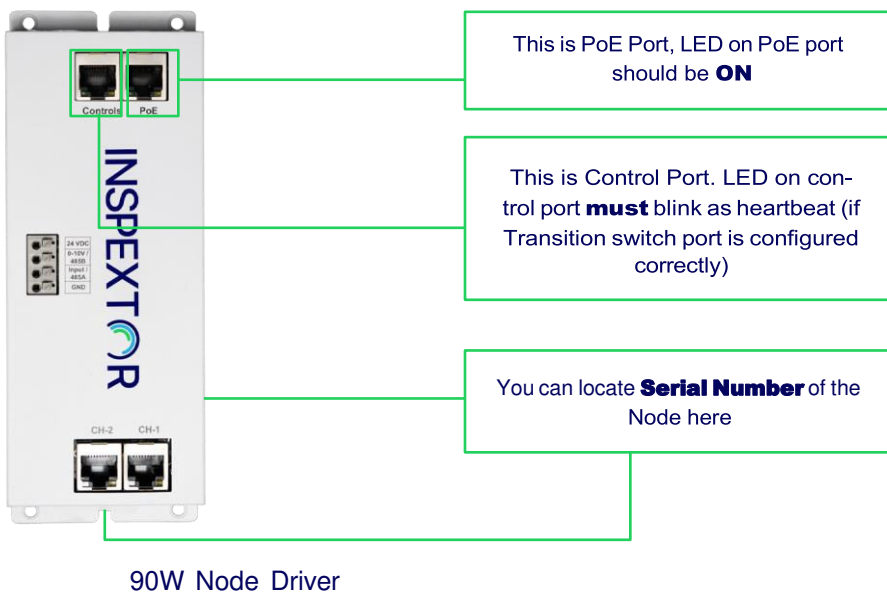 This is PoE Port, LED on PoE port
should be ON
Controls
PoE
This is Control Port. LED on con-
trol port must blink as heartbeat (if
Transition switch port is configured
correctly)
INSPEXTOR
24 VDC
0-10V /
485B
Input /
485A
GND
You can locate Serial Number of the
Node here
CH-2
CH-1
90W Node Driver